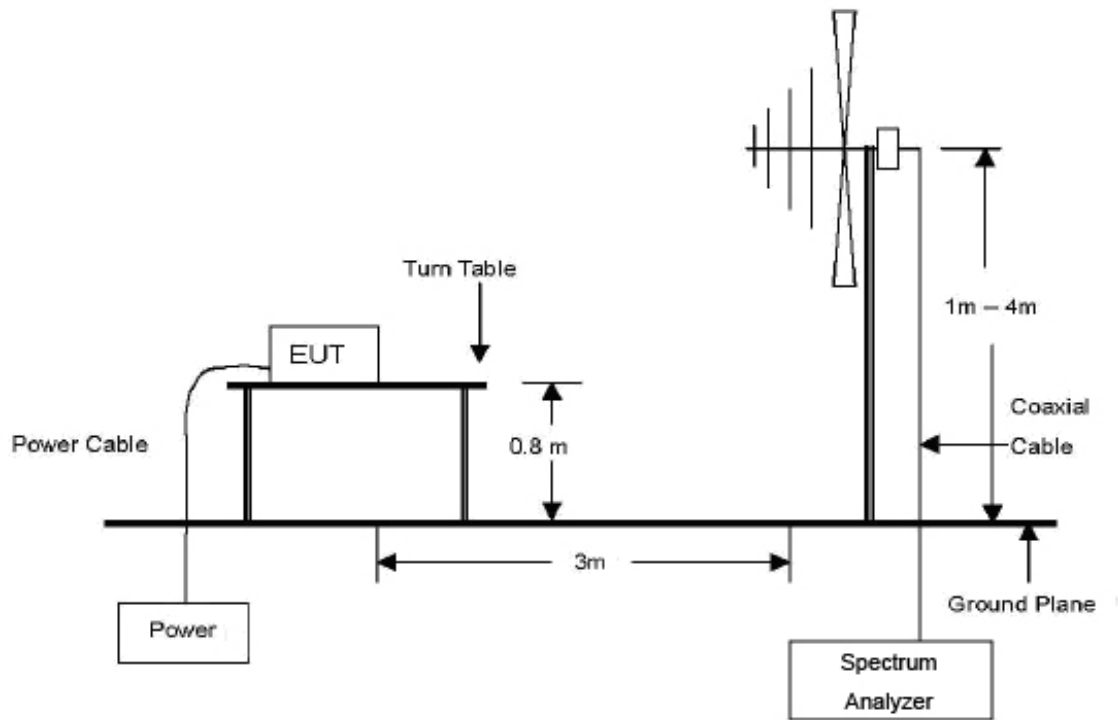 Turn Table
EUT
1m – 4m
Power Cable
0.8 m
Coaxial
Cable
3m
Ground Plane
Power
Spectrum
Analyzer